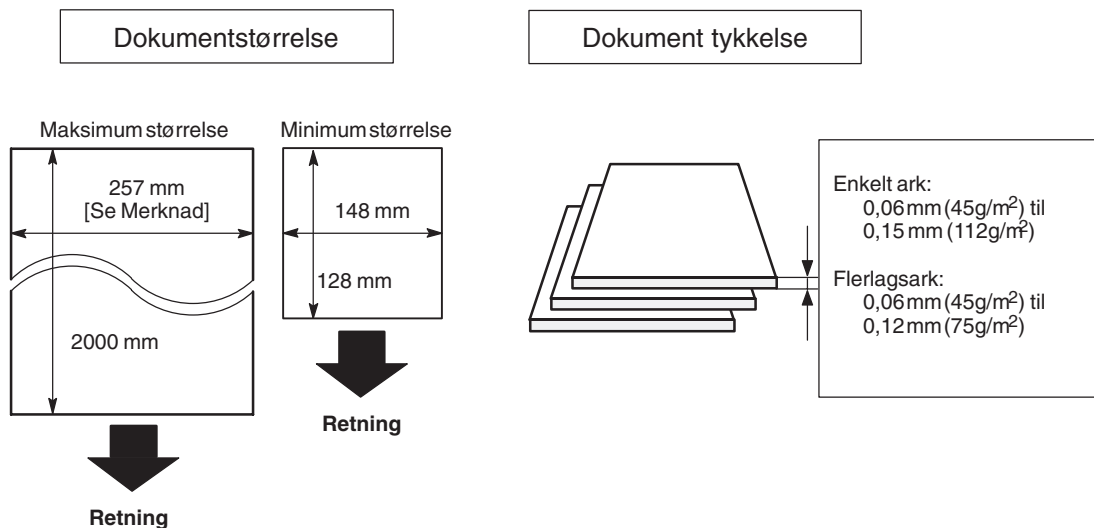 Dokumentstørrelse
Maksimum størrelse
257 mm
[Se Merknad]
2000 mm
Retning
Minimum størrelse
148 mm
128 mm
Retning
Dokument tykkelse
Enkelt ark:
0,06 mm (45g/m²) til
0,15 mm (112g/m²)
Flerlagsark:
0,06 mm (45g/m²) til
0,12 mm (75g/m²)